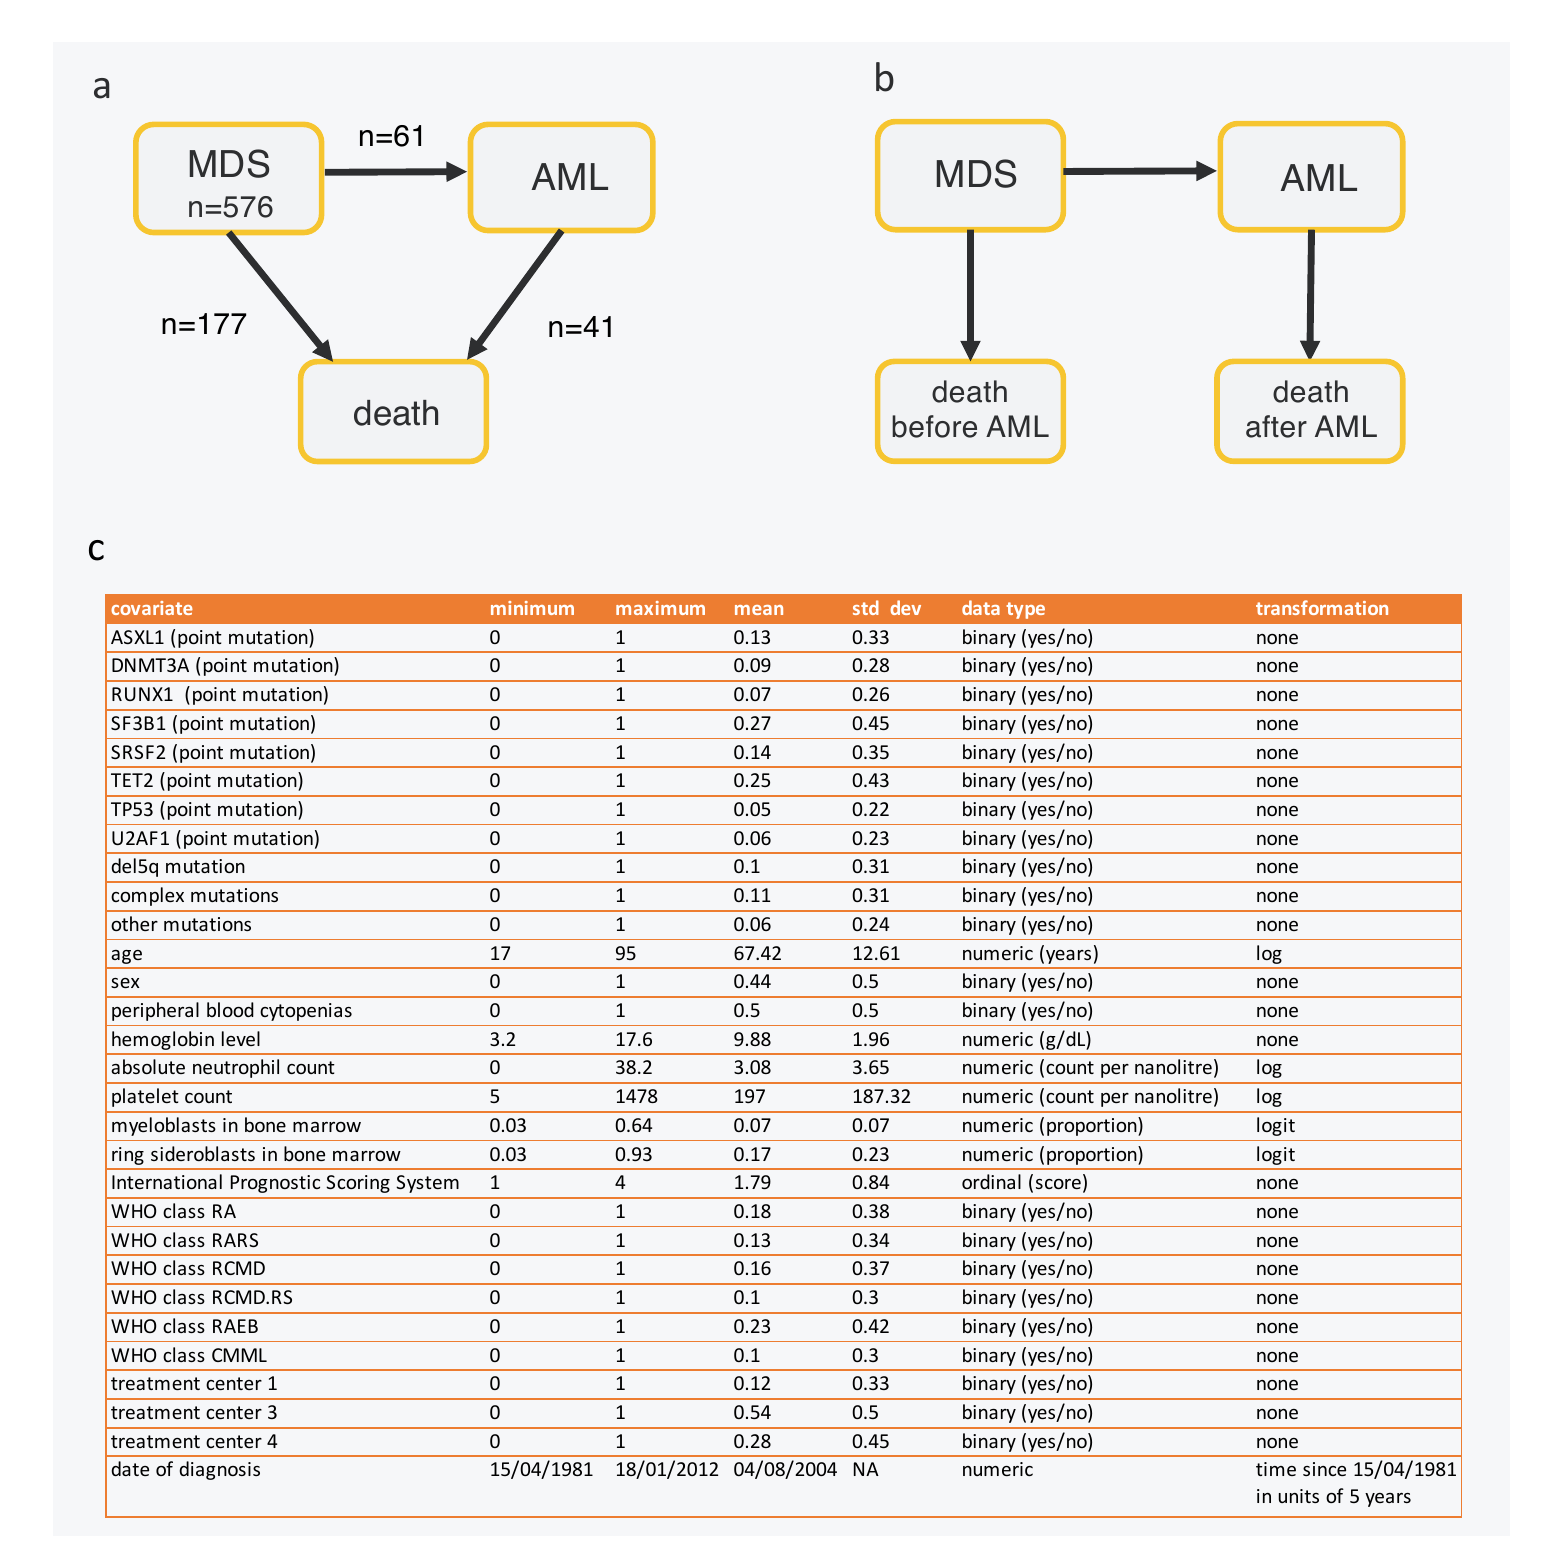 a
MDS
n=576
n=61
AML
n=177
n=41
death
b
MDS
AML
death
before AML
death
after AML
c
covariate minimum maximum mean std dev data type transformation
ASXL1 (point mutation) 0 1 0.13 0.33 binary (yes/no) none
DNMT3A (point mutation) 0 1 0.09 0.28 binary (yes/no) none
RUNX1 (point mutation) 0 1 0.07 0.26 binary (yes/no) none
SF3B1 (point mutation) 0 1 0.27 0.45 binary (yes/no) none
SRSF2 (point mutation) 0 1 0.14 0.35 binary (yes/no) none
TET2 (point mutation) 0 1 0.25 0.43 binary (yes/no) none
TP53 (point mutation) 0 1 0.05 0.22 binary (yes/no) none
U2AF1 (point mutation) 0 1 0.06 0.23 binary (yes/no) none
del5q mutation 0 1 0.1 0.31 binary (yes/no) none
complex mutations 0 1 0.11 0.31 binary (yes/no) none
other mutations 0 1 0.06 0.24 binary (yes/no) none
age 17 95 67.42 12.61 numeric (years) log
sex 0 1 0.44 0.5 binary (yes/no) none
peripheral blood cytopenias 0 1 0.5 0.5 binary (yes/no) none
hemoglobin level 3.2 17.6 9.88 1.96 numeric (g/dL) none
absolute neutrophil count 0 38.2 3.08 3.65 numeric (count per nanolitre) log
platelet count 5 1478 197 187.32 numeric (count per nanolitre) log
myeloblasts in bone marrow 0.03 0.64 0.07 0.07 numeric (proportion) logit
ring sideroblasts in bone marrow 0.03 0.93 0.17 0.23 numeric (proportion) logit
International Prognostic Scoring System 1 4 1.79 0.84 ordinal (score) none
WHO class RA 0 1 0.18 0.38 binary (yes/no) none
WHO class RARS 0 1 0.13 0.34 binary (yes/no) none
WHO class RCMD 0 1 0.16 0.37 binary (yes/no) none
WHO class RCMD.RS 0 1 0.1 0.3 binary (yes/no) none
WHO class RAEB 0 1 0.23 0.42 binary (yes/no) none
WHO class CMML 0 1 0.1 0.3 binary (yes/no) none
treatment center 1 0 1 0.12 0.33 binary (yes/no) none
treatment center 3 0 1 0.54 0.5 binary (yes/no) none
treatment center 4 0 1 0.28 0.45 binary (yes/no) none
date of diagnosis 15/04/1981 18/01/2012 04/08/2004 NA numeric time since 15/04/1981
in units of 5 years